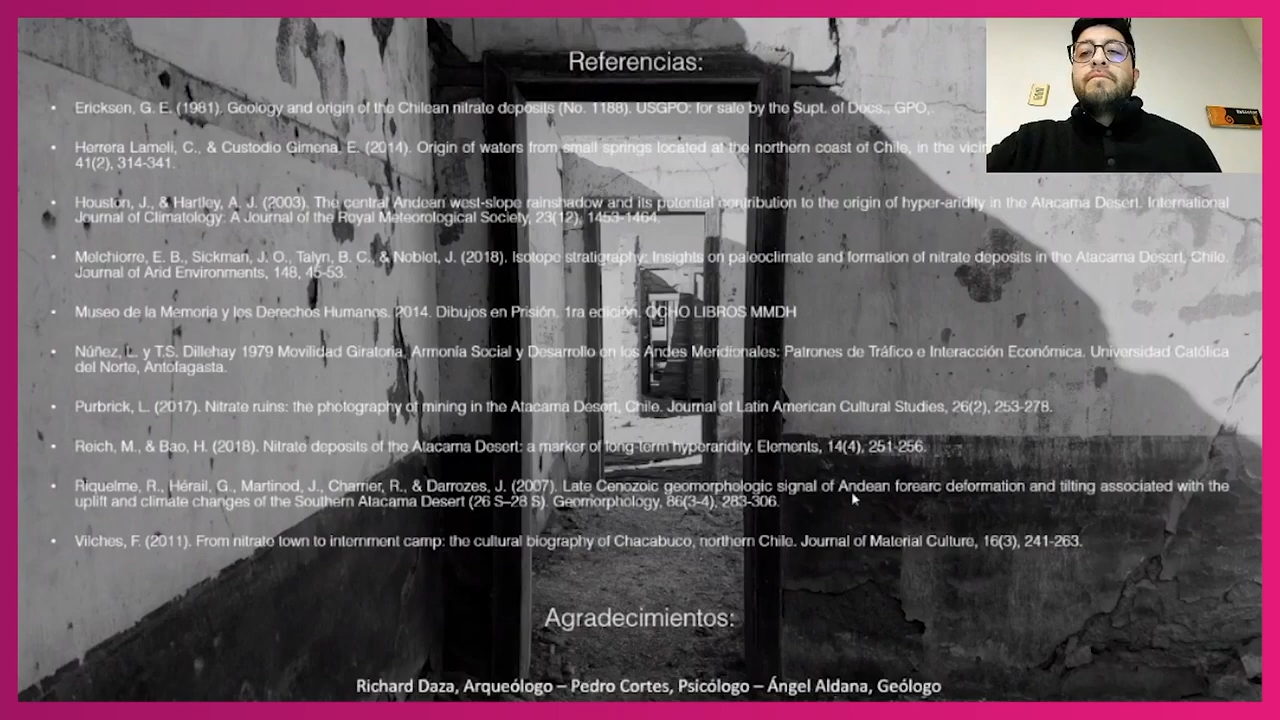 Referencias:
• Ericksen, G. E. (1981). Geology and origin of the Chilean nitrate deposits (No. 1188). USGPO: for sale by the Supt. of Docs., GPO,.
• Herrera Lameli, C., & Custodio Gimena, E. (2014). Origin of waters from small springs located at the northern coast of Chile, in the
41(2), 314-341.
• Houston, J., & Hartley, A. J. (2003). The central Andean west-slope rainshadow and its potential contribution to the origin of hyper-aridity in the Atacama Desert. International
Journal of Climatology: A Journal of the Royal Meteorological Society, 23(12), 1453-1464.
• Melchiorre, E. B., Sickman, J. O., Talyn, B. C., & Noblet, J. (2018). Isotope stratigraphy: Insights on paleoclimate and formation of nitrate deposits in the Atacama Desert, Chile.
Journal of Arid Environments, 148, 45-53.
• Museo de la Memoria y los Derechos Humanos. 2014. Dibujos en Prisión. 1ra edición. OCHO LIBROS MMDH
• Núñez, L. y T.S. Dillehay 1979 Movilidad Giratoria, Armonía Social y Desarrollo en los Andes Meridionales: Patrones de Tráfico e Interacción Económica. Universidad Católica
del Norte, Antofagasta.
• Purbrick, L. (2017). Nitrate ruins: the photography of mining in the Atacama Desert, Chile. Journal of Latin American Cultural Studies, 26(2), 253-278.
• Reich, M., & Bao, H. (2018). Nitrate deposits of the Atacama Desert: a marker of long-term hyperaridity. Elements, 14(4), 251-256.
• Riquelme, R., Hérail, G., Martinod, J., Charrier, R., & Darrozes, J. (2007). Late Cenozoic geomorphologic signal of Andean forearc deformation and tilting associated with the
uplift and climate changes of the Southern Atacama Desert (26 S–28 S). Geomorphology, 86(3-4), 283-306.
• Vilches, F. (2011). From nitrate town to internment camp: the cultural biography of Chacabuco, northern Chile. Journal of Material Culture, 16(3), 241-263.
Agradecimientos:
Richard Daza, Arqueólogo – Pedro Cortes, Psicólogo – Ángel Aldana, Geólogo